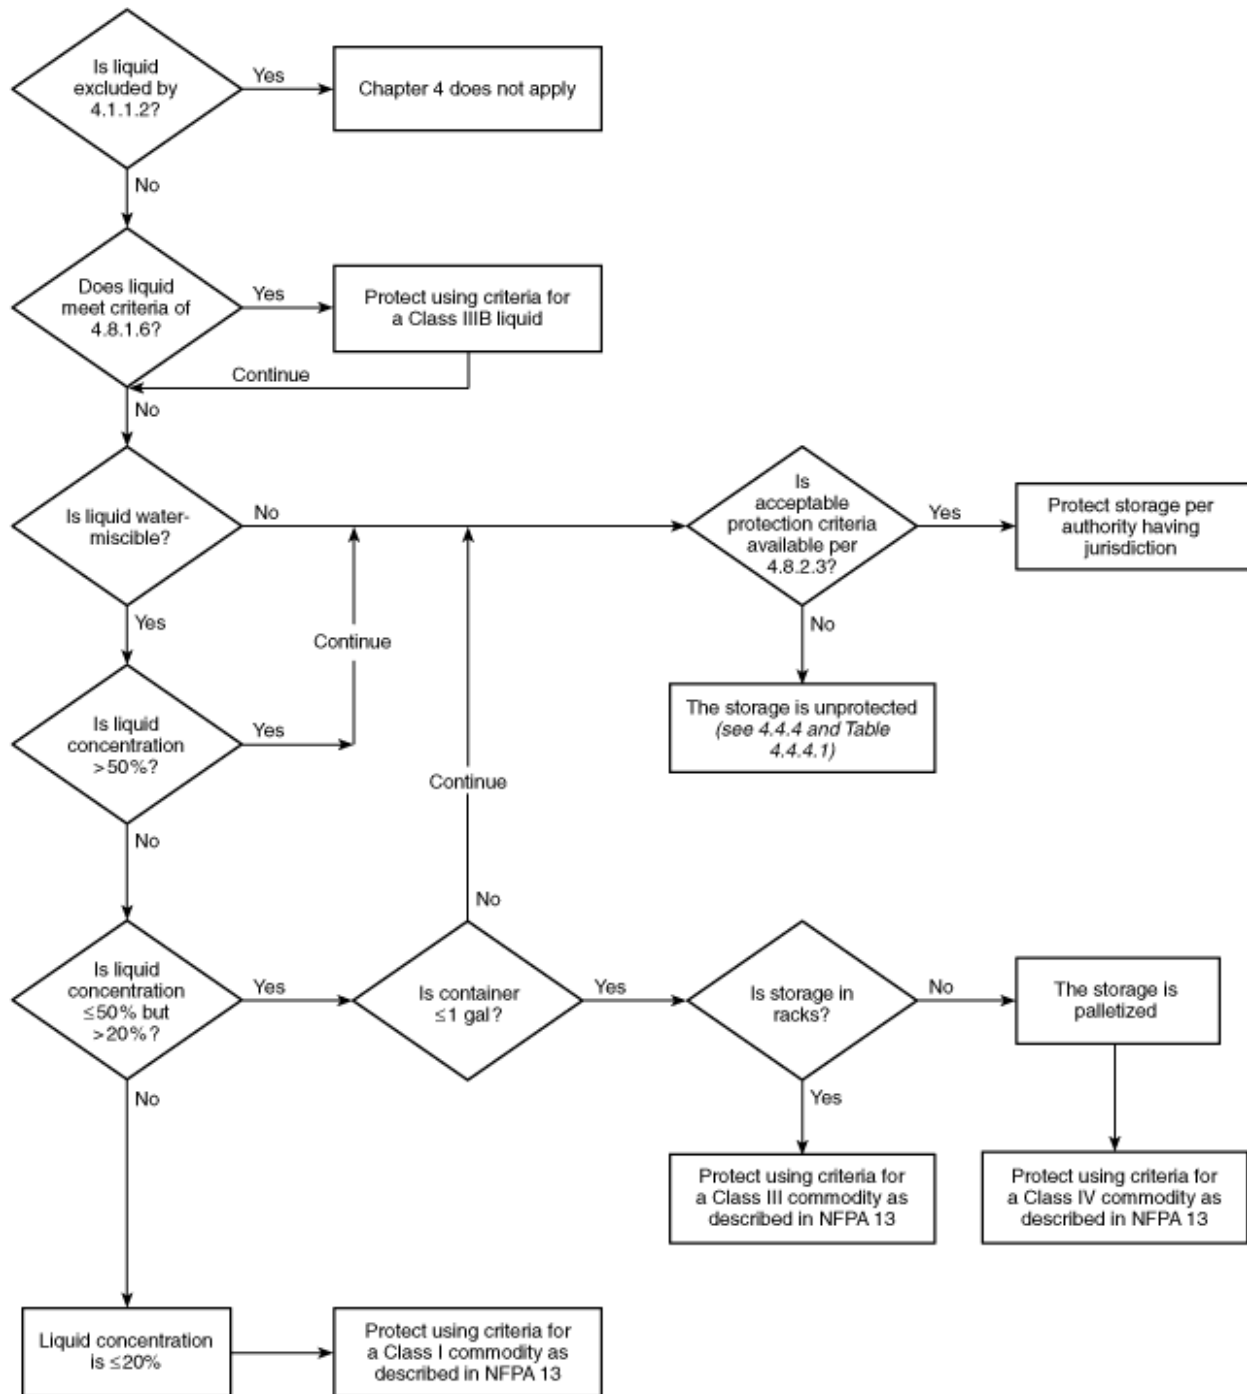 Is liquid
excluded by
4.1.1.2?
Yes
Chapter 4 does not apply
No
Does liquid
meet criteria of
4.8.1.6?
Yes
Protect using criteria for
a Class IIIB liquid
Continue
No
Is liquid water-
miscible?
No
Is
acceptable
protection criteria
available per
4.8.2.3?
Yes
Protect storage per
authority having
jurisdiction
Yes
Continue
No
The storage is unprotected
(see 4.4.4 and Table
4.4.4.1)
Is liquid
concentration
>50%?
Yes
Continue
No
No
Is liquid
concentration
≤50% but
>20%?
Yes
Is container
≤1 gal?
Yes
Is storage in
racks?
No
The storage is
palletized
No
Yes
Protect using criteria for
a Class III commodity as
described in NFPA 13
Protect using criteria for
a Class IV commodity as
described in NFPA 13
Liquid concentration
is ≤20%
Protect using criteria for
a Class I commodity as
described in NFPA 13